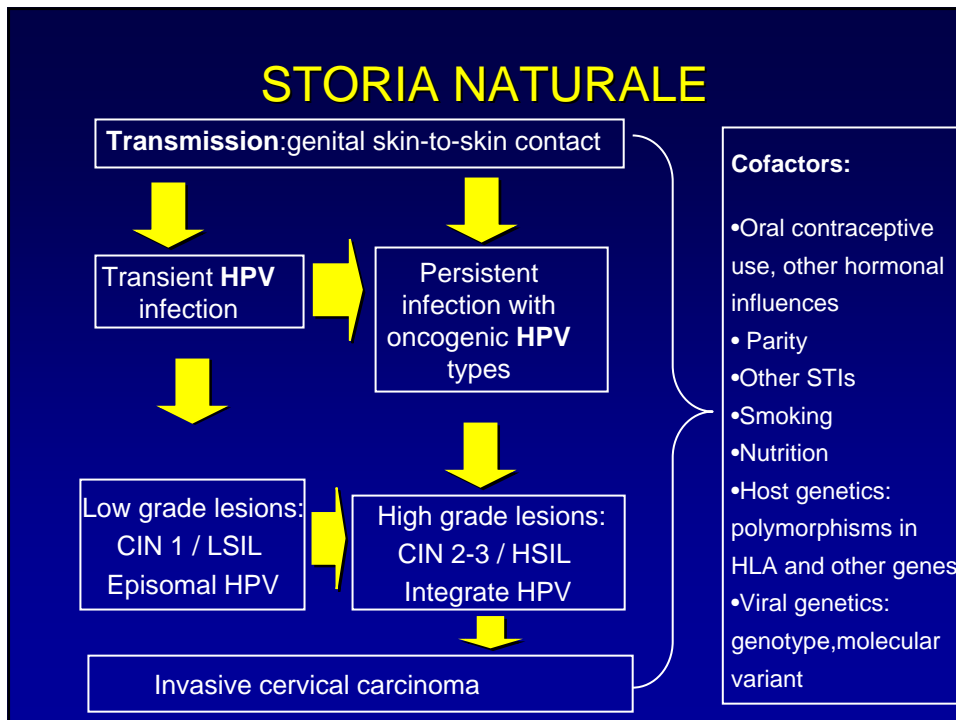 STORIA NATURALE
Transmission:genital skin-to-skin contact
Transient HPV
infection
Persistent
infection with
oncogenic HPV
types
Low grade lesions:
CIN 1 / LSIL
Episomal HPV
High grade lesions:
CIN 2-3 / HSIL
Integrate HPV
Invasive cervical carcinoma
Cofactors:
•Oral contraceptive
use, other hormonal
influences
• Parity
•Other STIs
•Smoking
•Nutrition
•Host genetics:
polymorphisms in
HLA and other genes
•Viral genetics:
genotype,molecular
variant